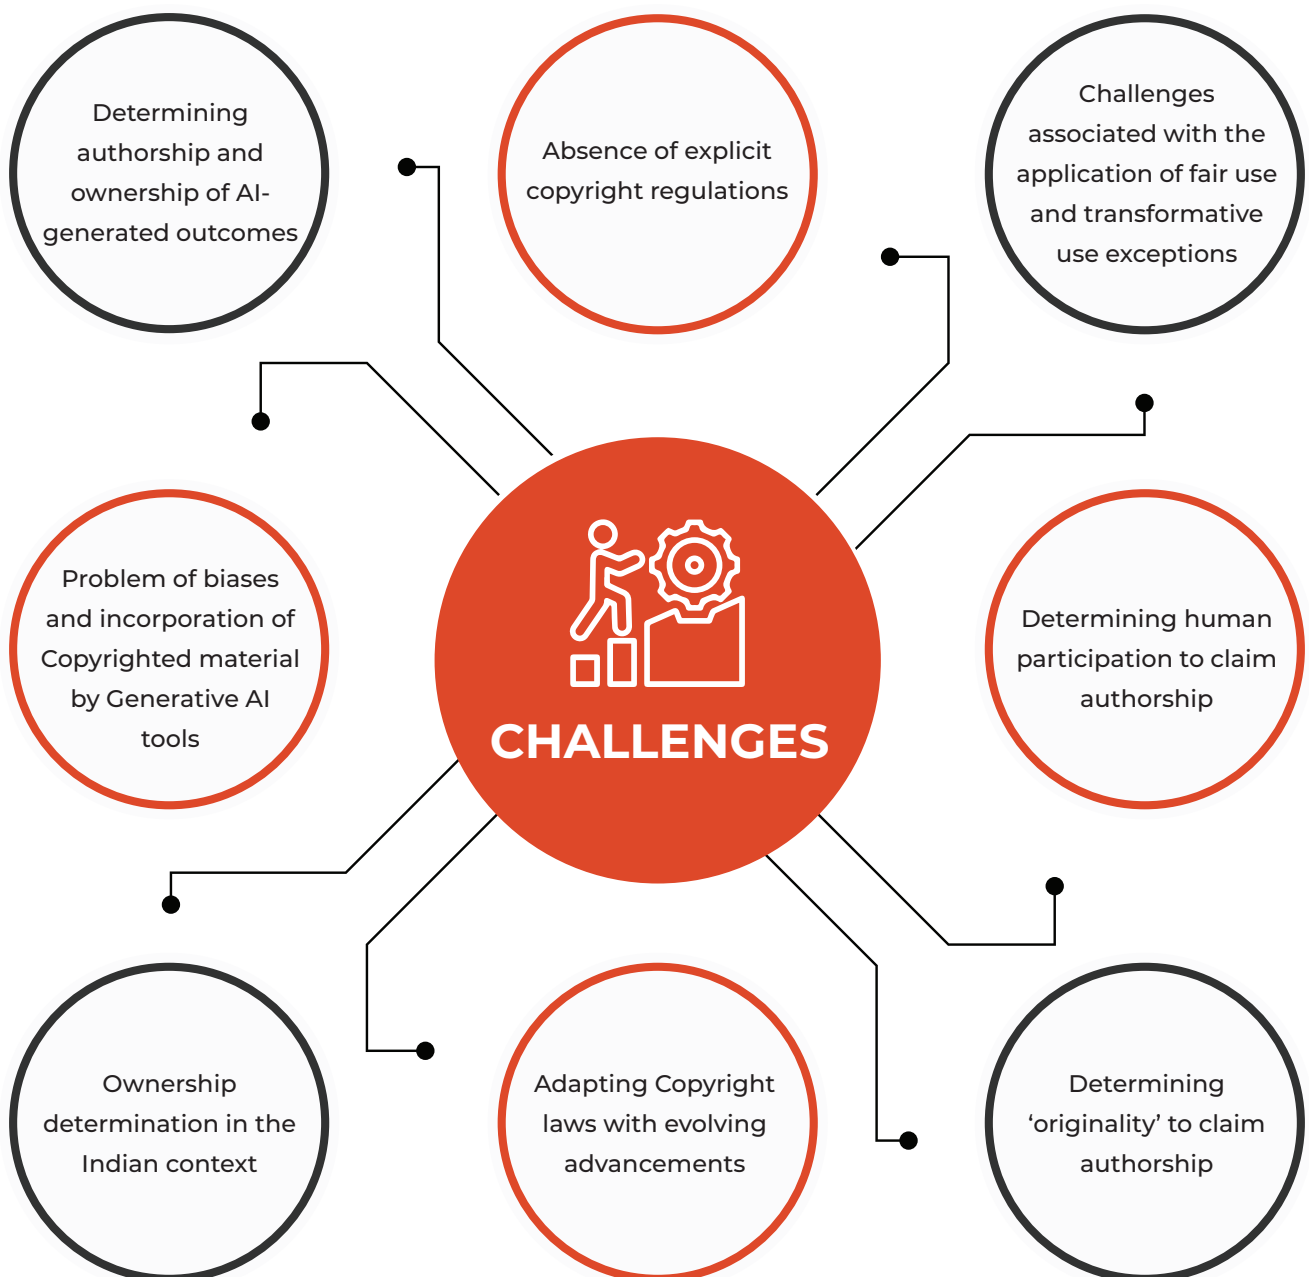 Determining
authorship and
ownership of AI-
generated outcomes
Absence of explicit
copyright regulations
Challenges
associated with the
application of fair use
and transformative
use exceptions
Problem of biases
and incorporation of
Copyrighted material
by Generative AI
tools
CHALLENGES
Determining human
participation to claim
authorship
Ownership
determination in the
Indian context
Adapting Copyright
laws with evolving
advancements
Determining
‘originality’ to claim
authorship